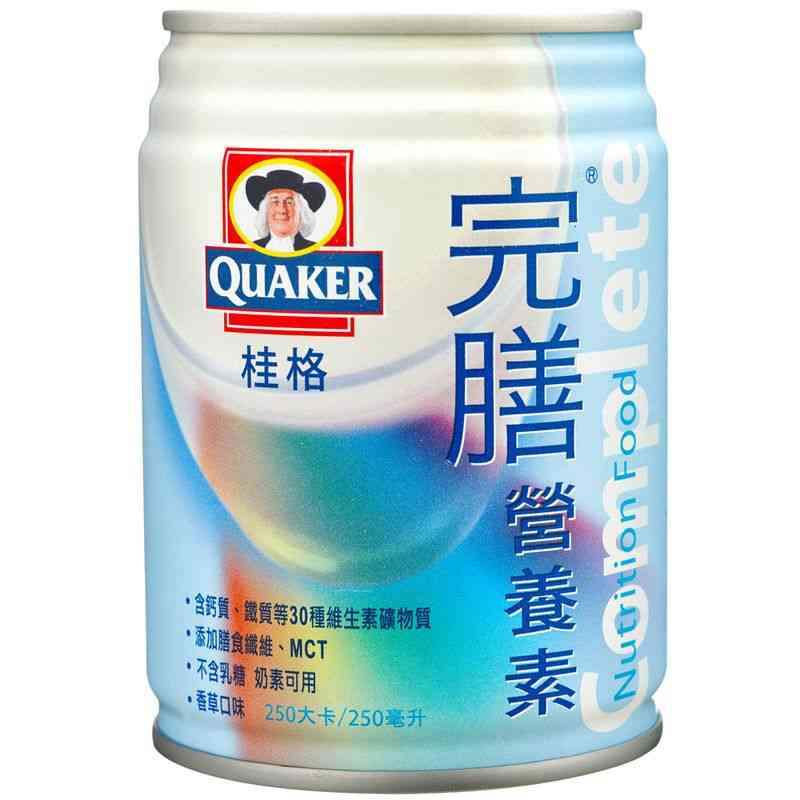 QUAKER
桂格
完膳®
營養素
Complete
Nutrition Food
•含鈣質、鐵質等30種維生素礦物質
•添加膳食纖維、MCT
•不含乳糖 奶素可用
•香草口味 250大卡/250毫升